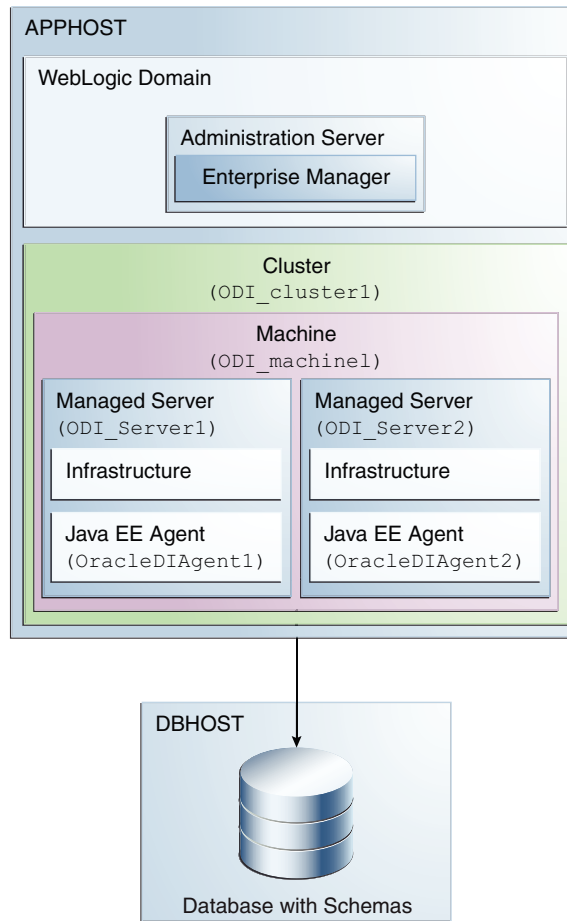 APPHOST
WebLogic Domain
Administration Server
Enterprise Manager
Cluster
(ODI_cluster1)
Machine
(ODI_machine1)
Managed Server
(ODI_Server1)
Infrastructure
Java EE Agent
(OracleDIAgent1)
Managed Server
(ODI_Server2)
Infrastructure
Java EE Agent
(OracleDIAgent2)
DBHOST
Database with Schemas